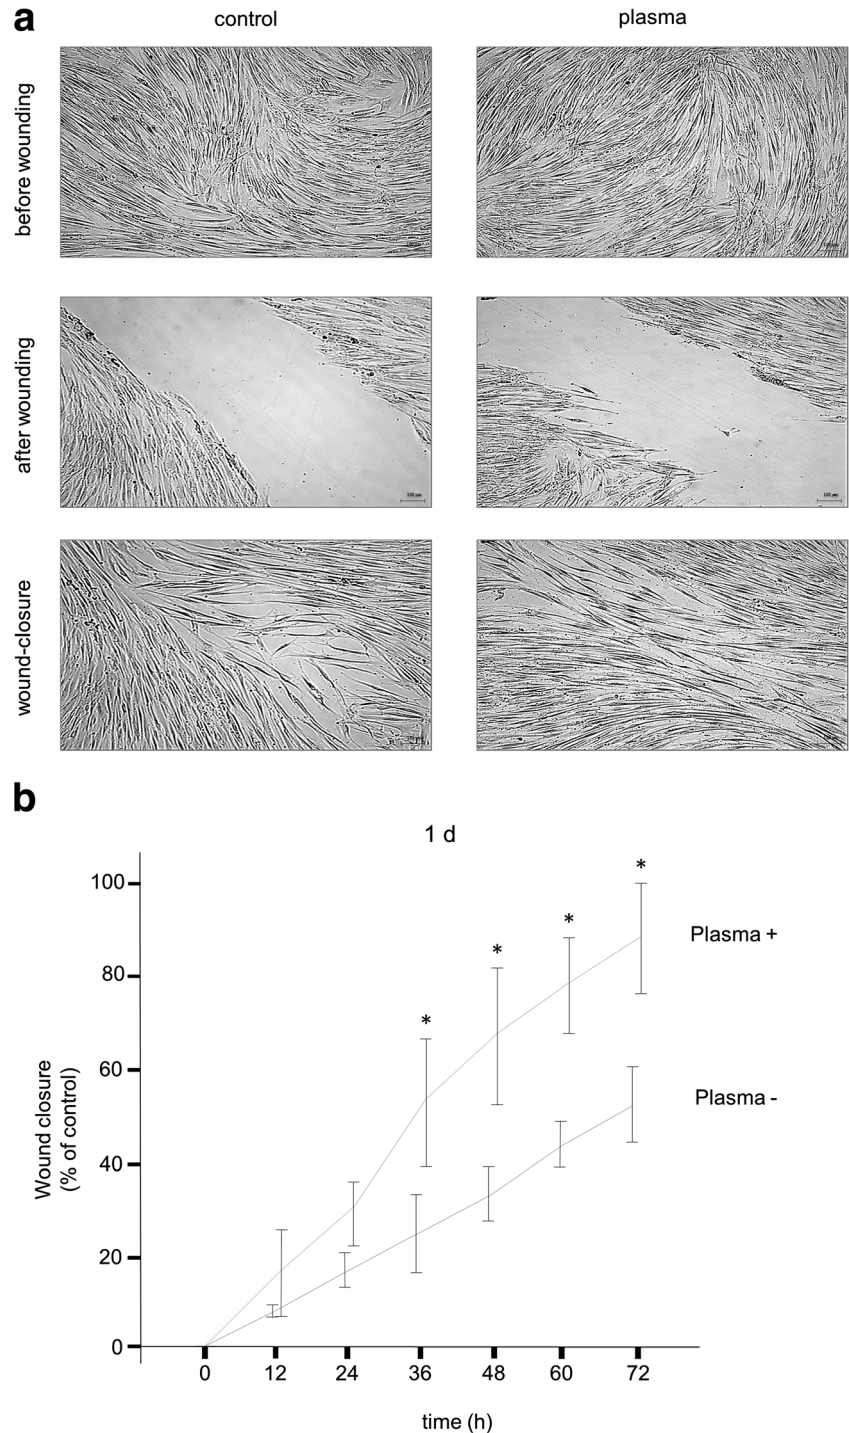 a
control
plasma
before wounding
after wounding
100 µm
100 µm
wound-closure
b
1 d
*
*
*
*
100
80
60
40
20
0
Wound closure
(% of control)
Plasma +
Plasma -
0 12 24 36 48 60 72
time (h)